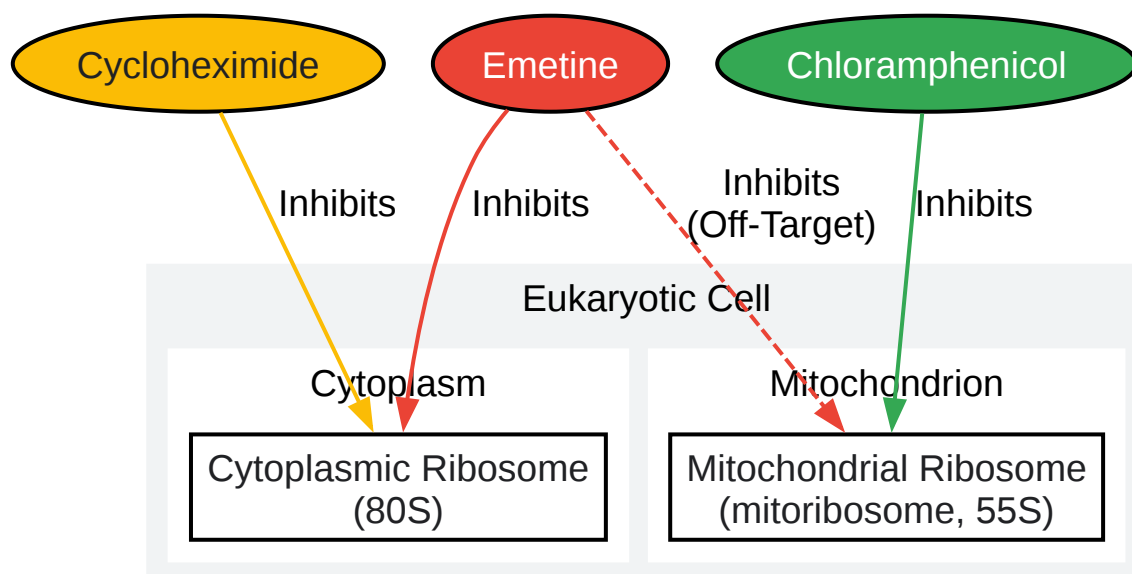 Cycloheximide
Emetine
Chloramphenicol
Inhibits
Inhibits
Inhibits
(Off-Target)
Inhibits
Eukaryotic Cell
Cytoplasm
Mitochondrion
Cytoplasmic Ribosome
(80S)
Mitochondrial Ribosome
(mitoribosome, 55S)